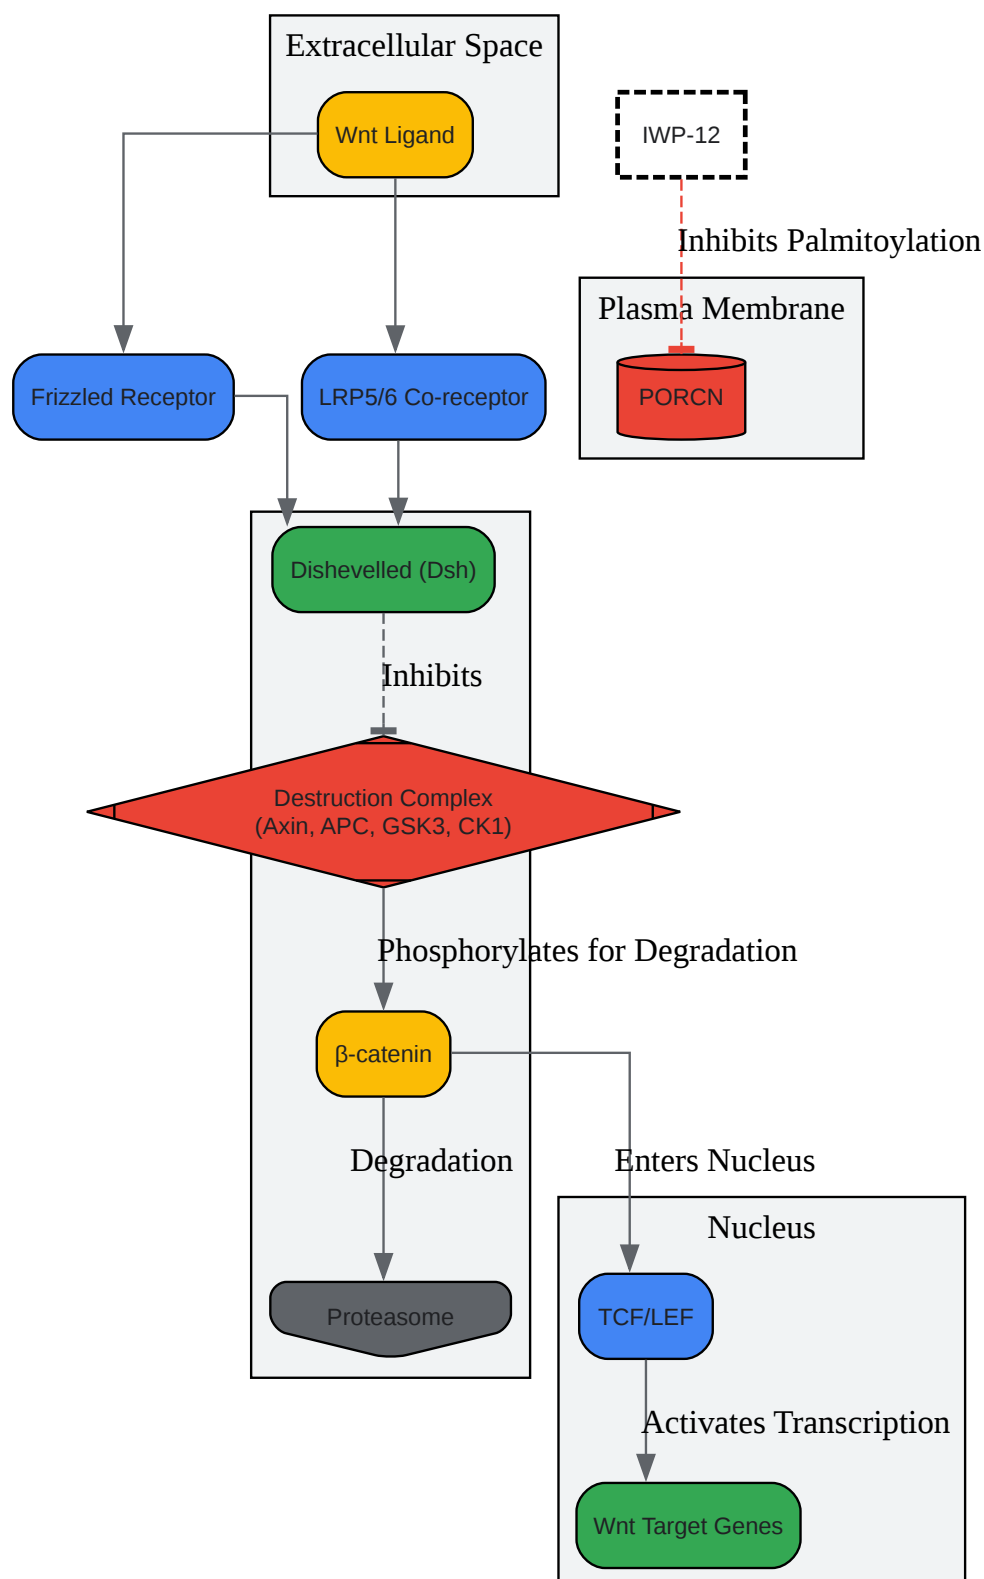 Extracellular Space
Wnt Ligand
IWP-12
Inhibits Palmitoylation
Plasma Membrane
Frizzled Receptor
LRP5/6 Co-receptor
PORCN
Dishevelled (Dsh)
Inhibits
Destruction Complex
(Axin, APC, GSK3, CK1)
Phosphorylates for Degradation
β-catenin
Degradation
Enters Nucleus
Nucleus
Proteasome
TCF/LEF
Activates Transcription
Wnt Target Genes